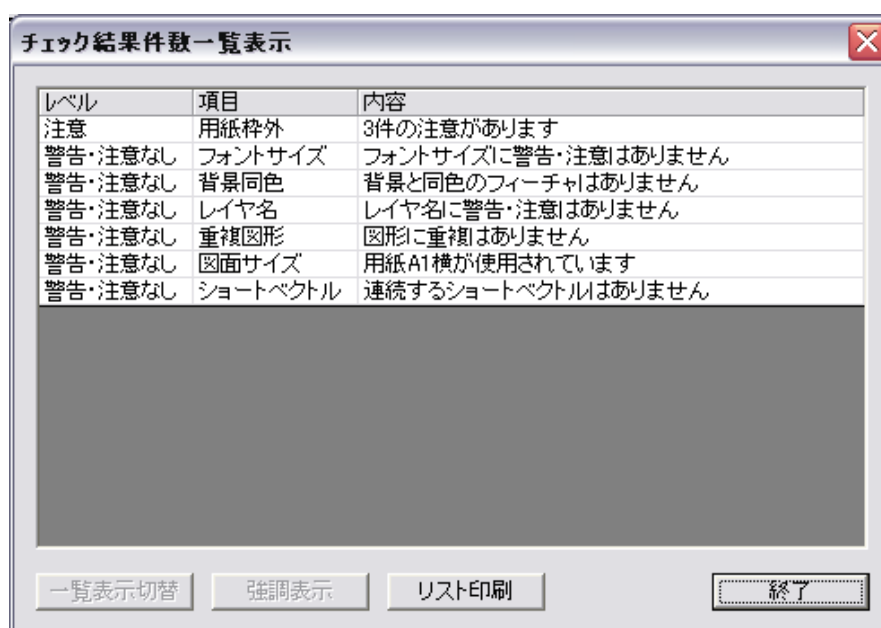 チェック結果件数一覧表示
レベル 項目 内容
注意 用紙枠外 3件の注意があります
警告・注意なし フォントサイズ フォントサイズに警告・注意はありません
警告・注意なし 背景同色 背景と同色のフィーチャはありません
警告・注意なし レイヤ名 レイヤ名に警告・注意はありません
警告・注意なし 重複図形 図形に重複はありません
警告・注意なし 図面サイズ 用紙A1横が使用されています
警告・注意なし ショートベクトル 連続するショートベクトルはありません
一覧表示切替 強調表示 リスト印刷 終了